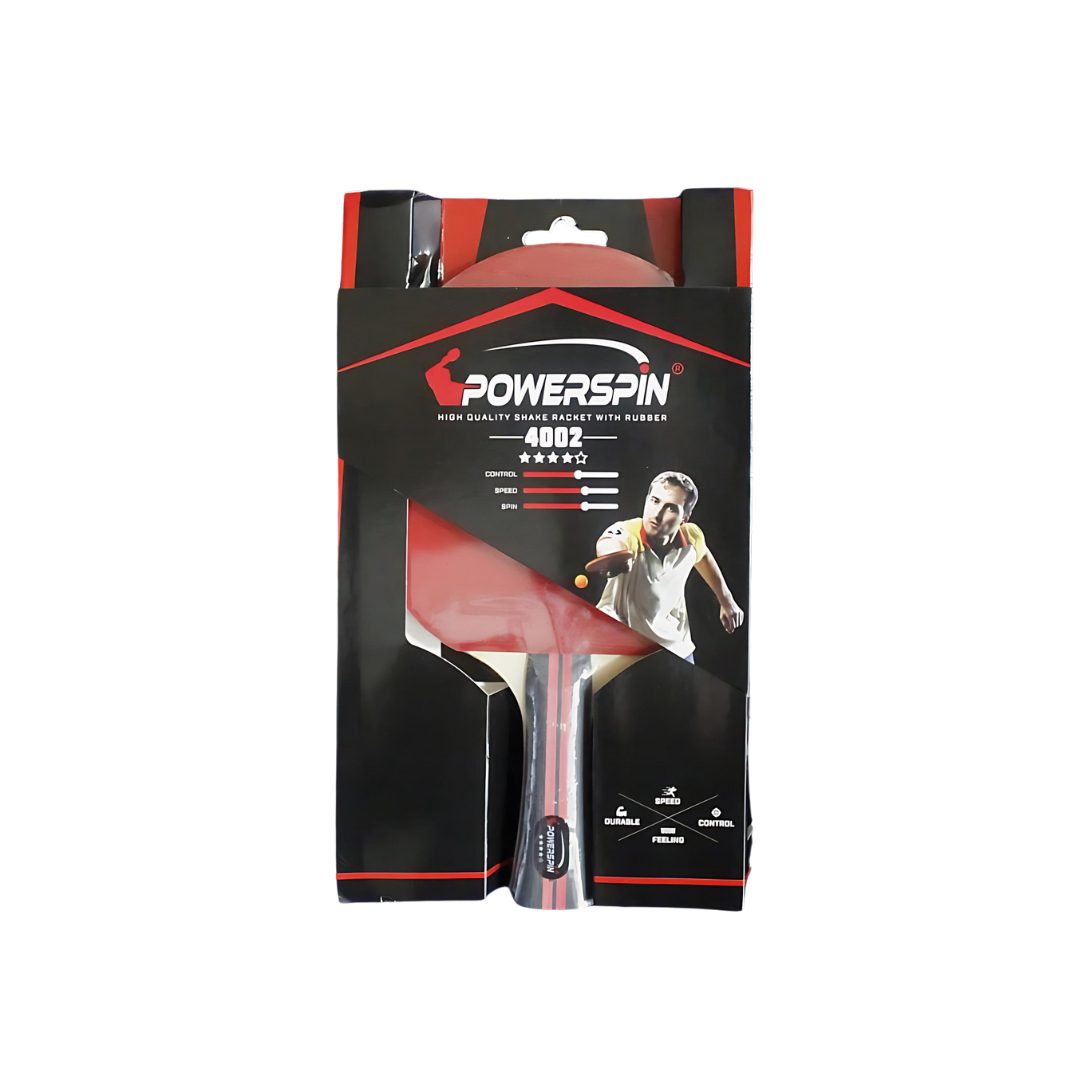 POWERSPIN®
HIGH QUALITY SHAKE RACKET WITH RUBBER
4002
CONTROL
SPEED
SPIN
SPEED
DURABLE
CONTROL
FEELING
POWERSPIN